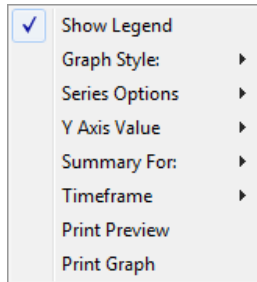 Show Legend
Graph Style:
Series Options
Y Axis Value
Summary For:
Timeframe
Print Preview
Print Graph